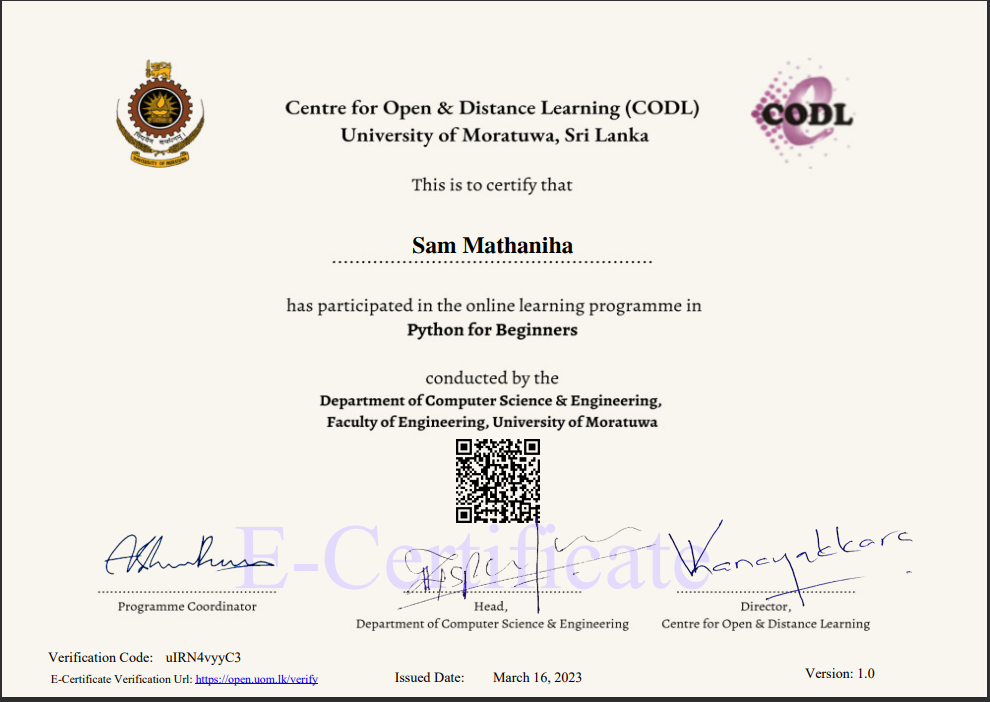 Centre for Open & Distance Learning (CODL)
University of Moratuwa, Sri Lanka
CODL
UNIVERSITY OF MORATUWA
This is to certify that
Sam Mathaniha
has participated in the online learning programme in
Python for Beginners
conducted by the
Department of Computer Science & Engineering,
Faculty of Engineering, University of Moratuwa
E-Certificate
Programme Coordinator
Head,
Department of Computer Science & Engineering
Director,
Centre for Open & Distance Learning
Verification Code: uIRN4vyyC3
E-Certificate Verification Url: https://open.uom.lk/verify
Issued Date: March 16, 2023
Version: 1.0